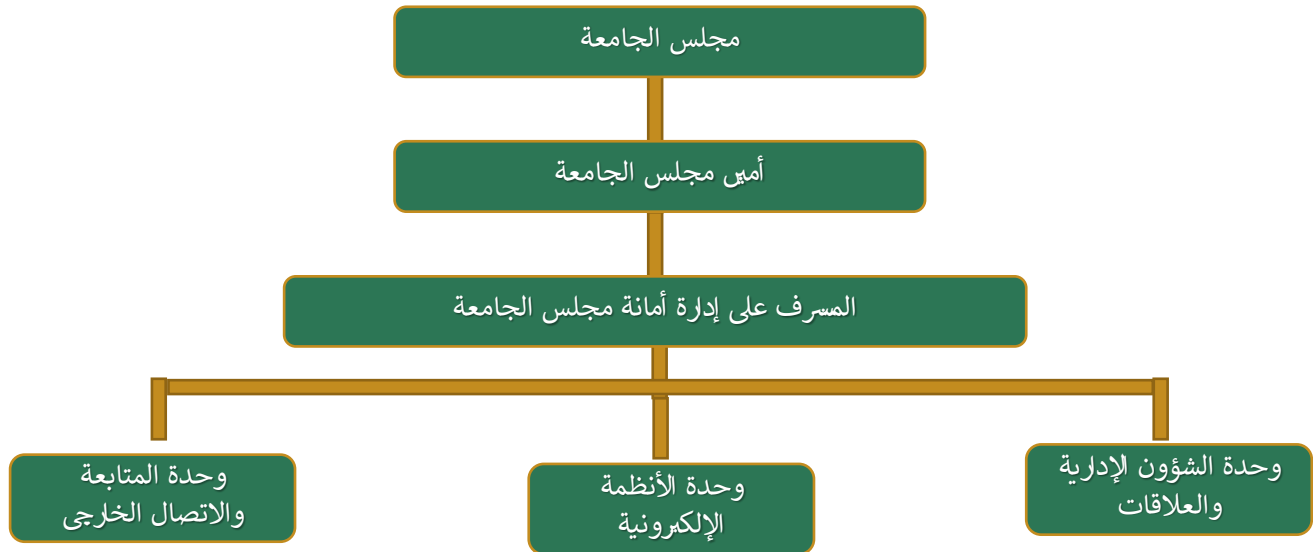 مجلس الجامعة
أمين مجلس الجامعة
المشرف على إدارة أمانة مجلس الجامعة
وحدة الشؤون الإدارية
والعلاقات
وحدة الأنظمة
الإلكترونية
وحدة المتابعة
والاتصال الخارجي